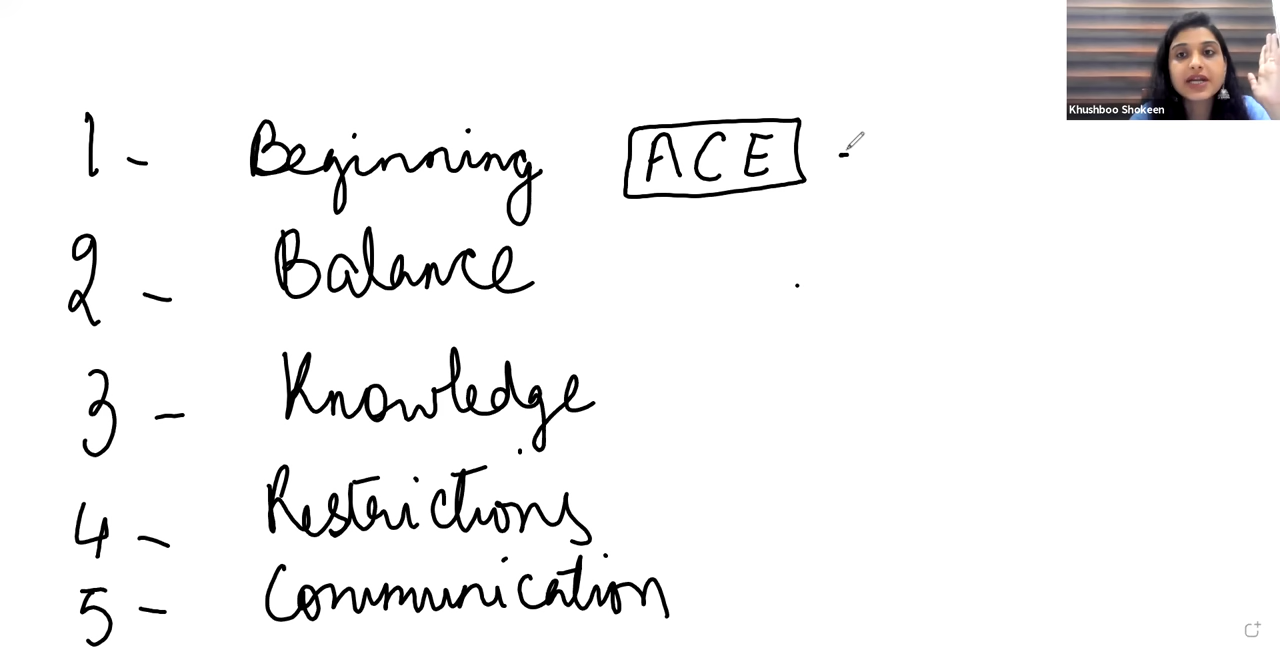 Khushboo Shokeen
1 - Beginning ACE -
2 - Balance
3 - Knowledge
4 - Restrictions
5 - Communication